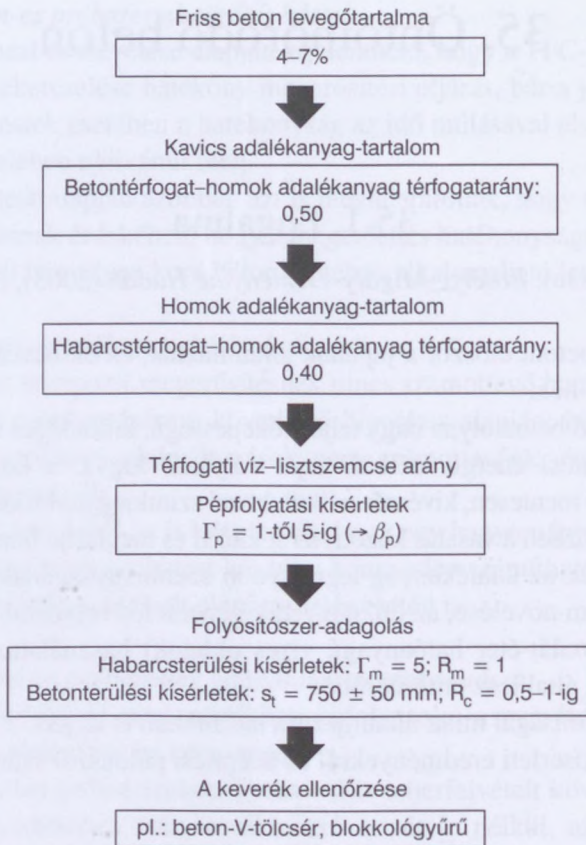 Friss beton levegőtartalma
4–7%
Kavics adalékanyag-tartalom
Betontérfogat–homok adalékanyag térfogatarány:
0,50
Homok adalékanyag-tartalom
Habarcstérfogat–homok adalékanyag térfogatarány:
0,40
Térfogati víz–lisztszemcse arány
Pépfolyatási kísérletek
Γp = 1-től 5-ig (→ βp)
Folyósítószer-adagolás
Habarcsterülési kísérletek: Γm = 5; Rm = 1
Betonterülési kísérletek: st = 750 ± 50 mm; Rc = 0,5–1-ig
A keverék ellenőrzése
pl.: beton-V-tölcsér, blokkológyűrű